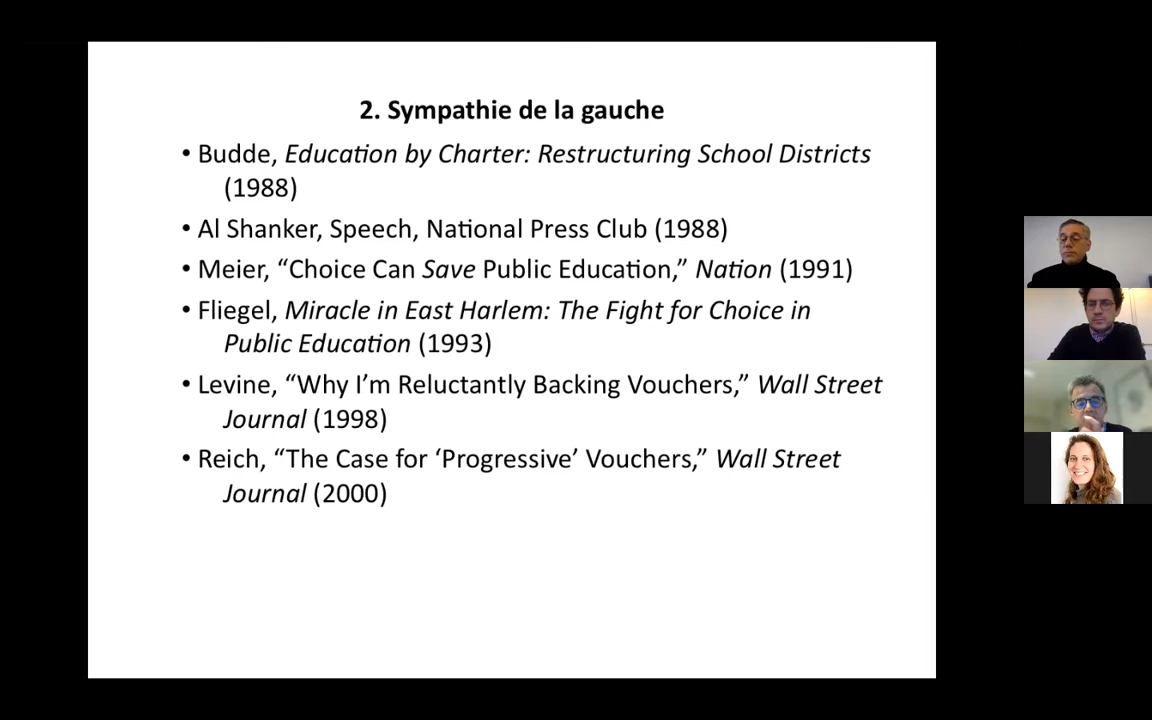 2. Sympathie de la gauche
• Budde, Education by Charter: Restructuring School Districts
(1988)
• Al Shanker, Speech, National Press Club (1988)
• Meier, “Choice Can Save Public Education,” Nation (1991)
• Fliegel, Miracle in East Harlem: The Fight for Choice in
Public Education (1993)
• Levine, “Why I’m Reluctantly Backing Vouchers,” Wall Street
Journal (1998)
• Reich, “The Case for ‘Progressive’ Vouchers,” Wall Street
Journal (2000)